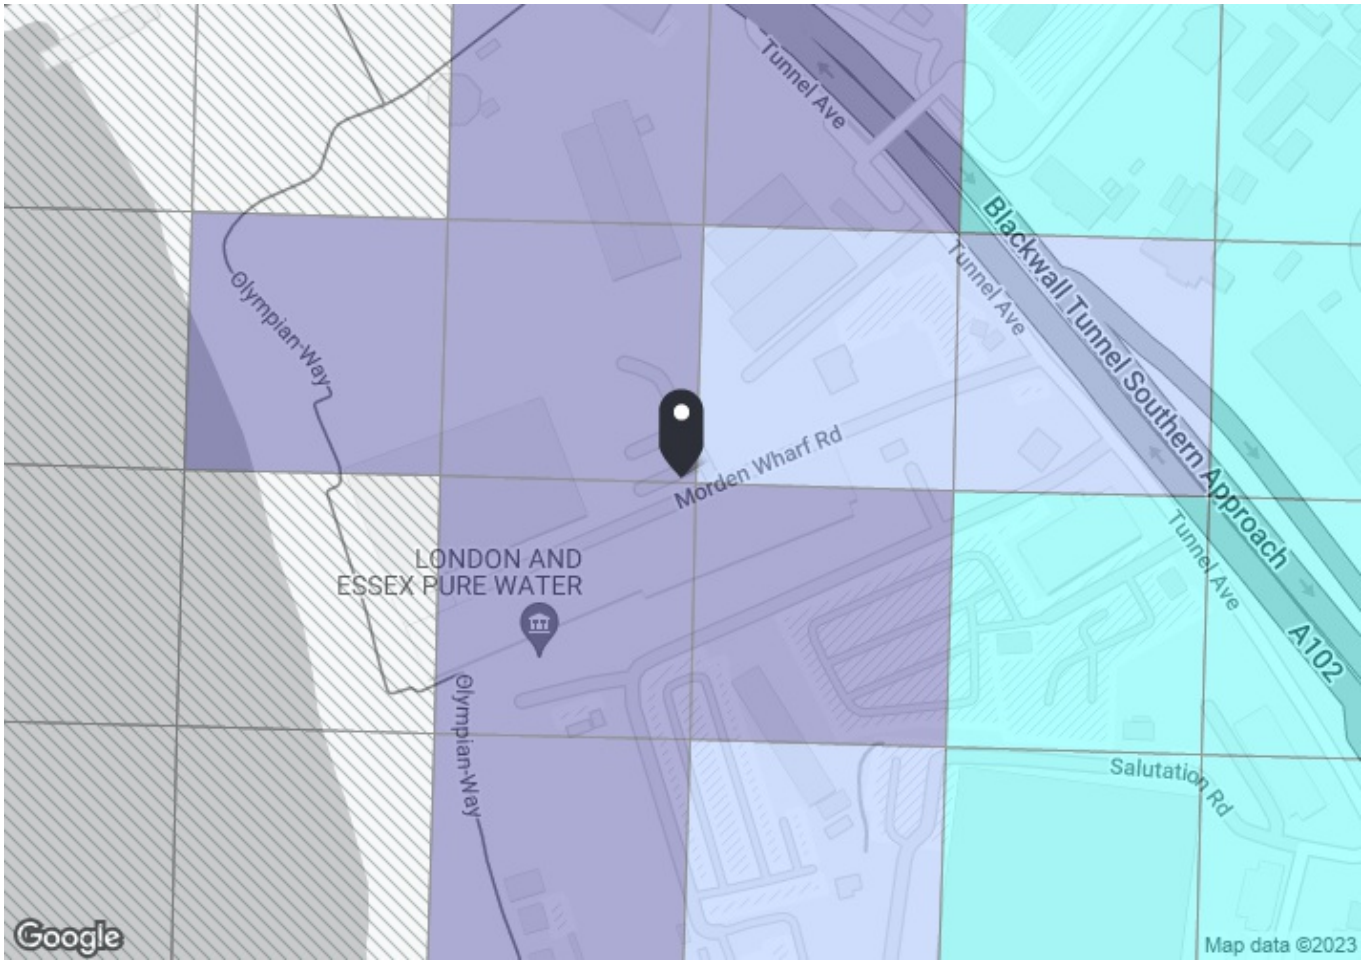 Tunnel Ave
Blackwall Tunnel Southern Approach
Tunnel Ave
Olympian Way
Morden Wharf Rd
LONDON AND
ESSEX PURE WATER
Tunnel Ave
A102
Olympian Way
Salutation Rd
Google
Map data ©2023